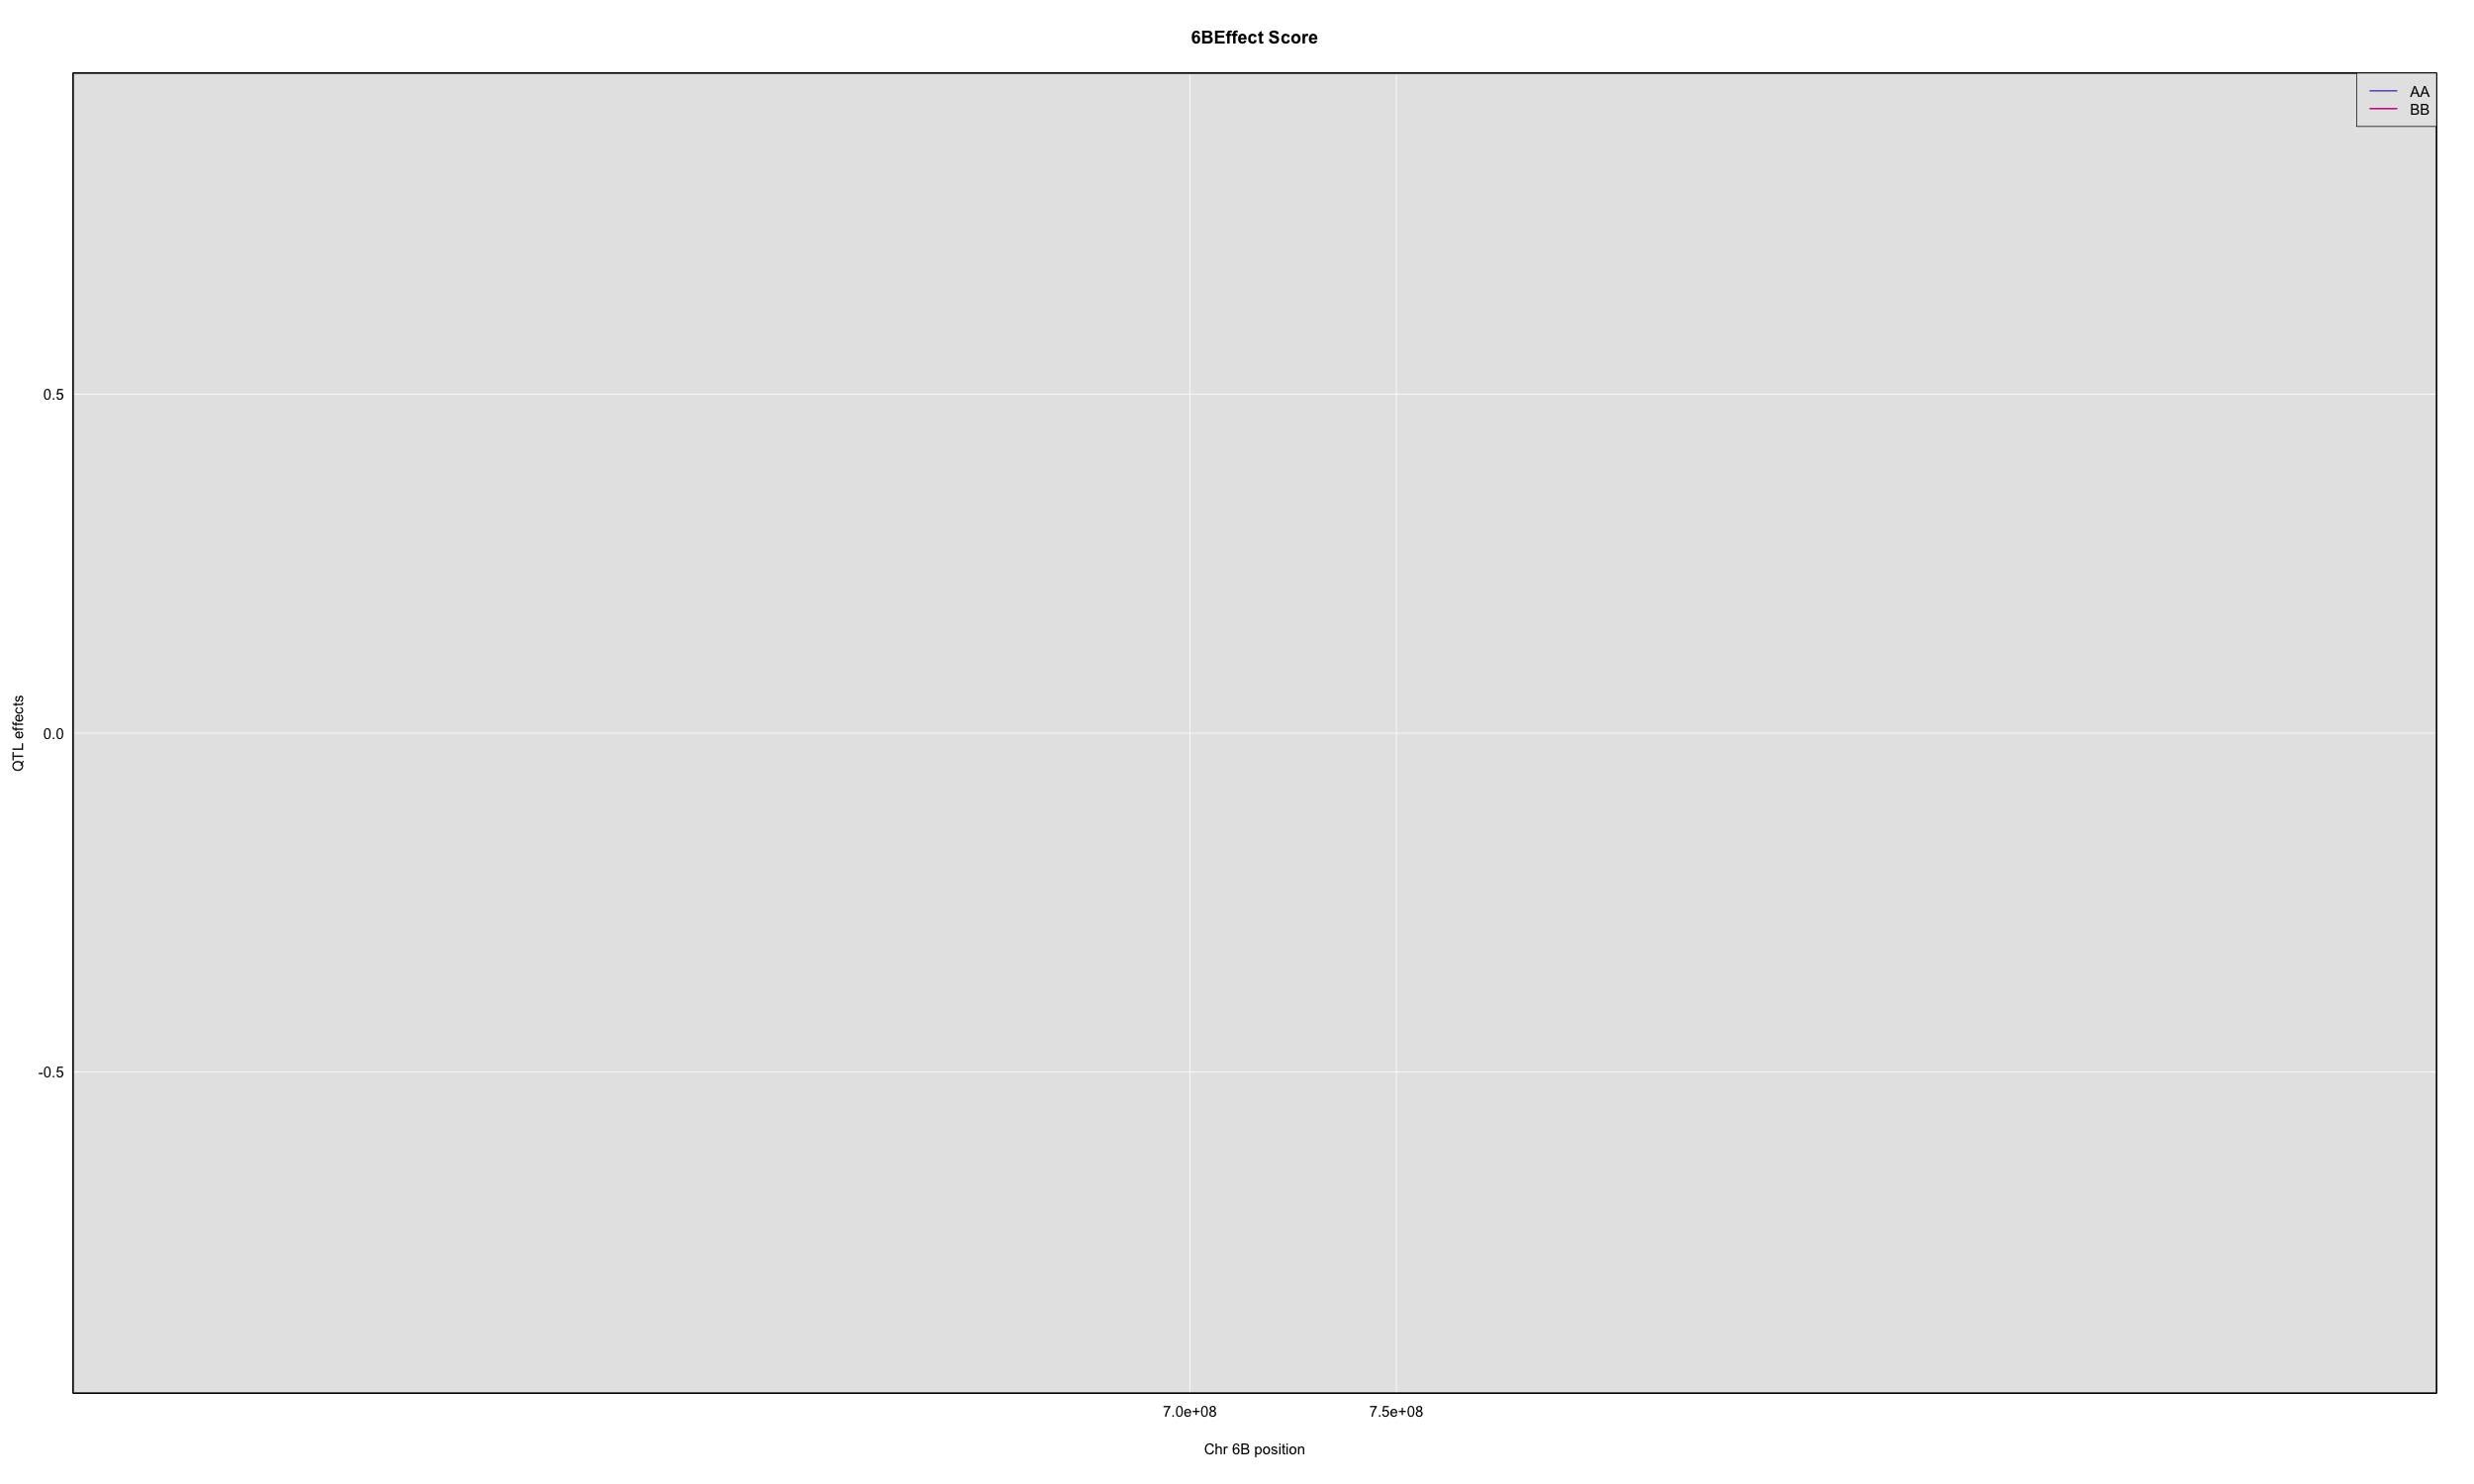 6BEffect Score
AA
BB
0.5
0.0
-0.5
QTL effects
7.0e+08 7.5e+08
Chr 6B position